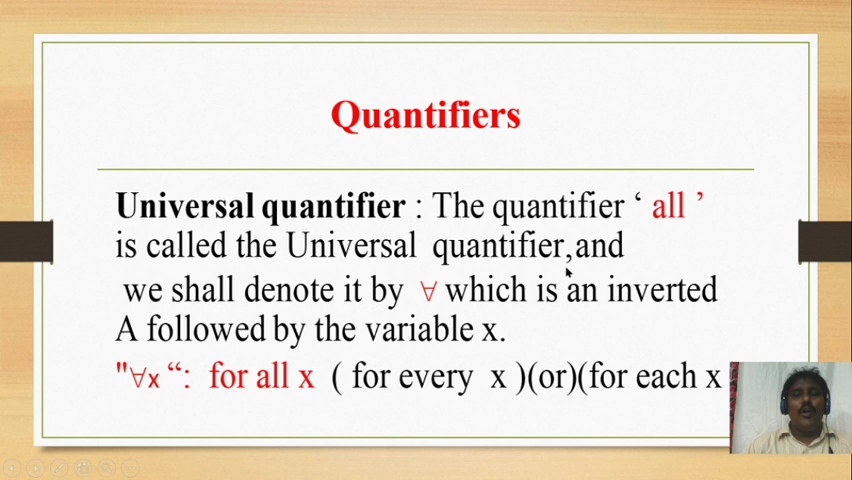 Quantifiers
Universal quantifier : The quantifier ‘ all ’
is called the Universal quantifier,and
we shall denote it by ∀ which is an inverted
A followed by the variable x.
"∀x “: for all x ( for every x )(or)(for each x